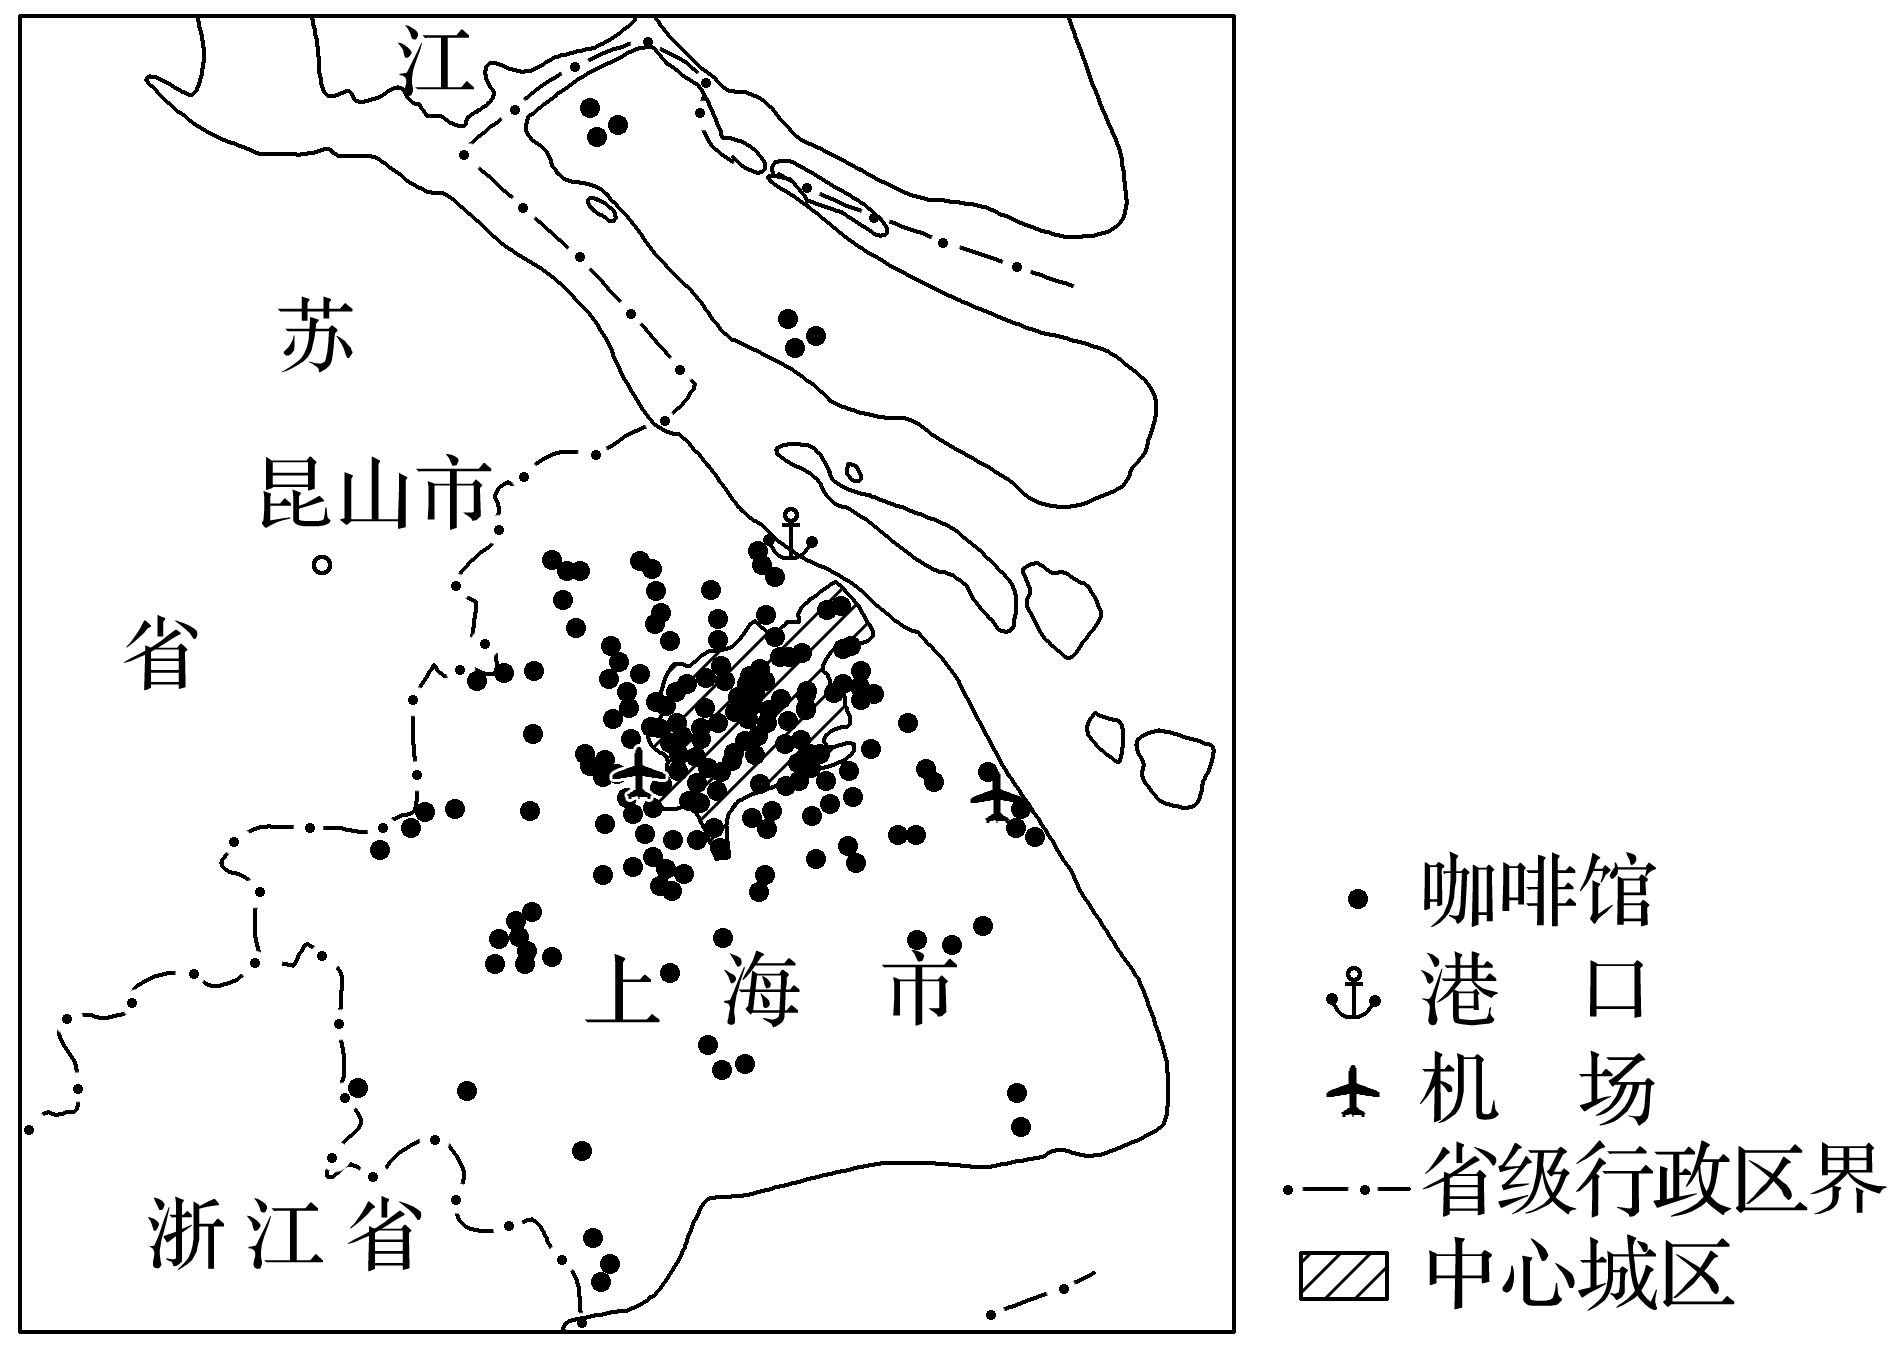 江
苏
昆山市
省
上海市
浙江省
咖啡馆
港口
机场
省级行政区界
中心城区